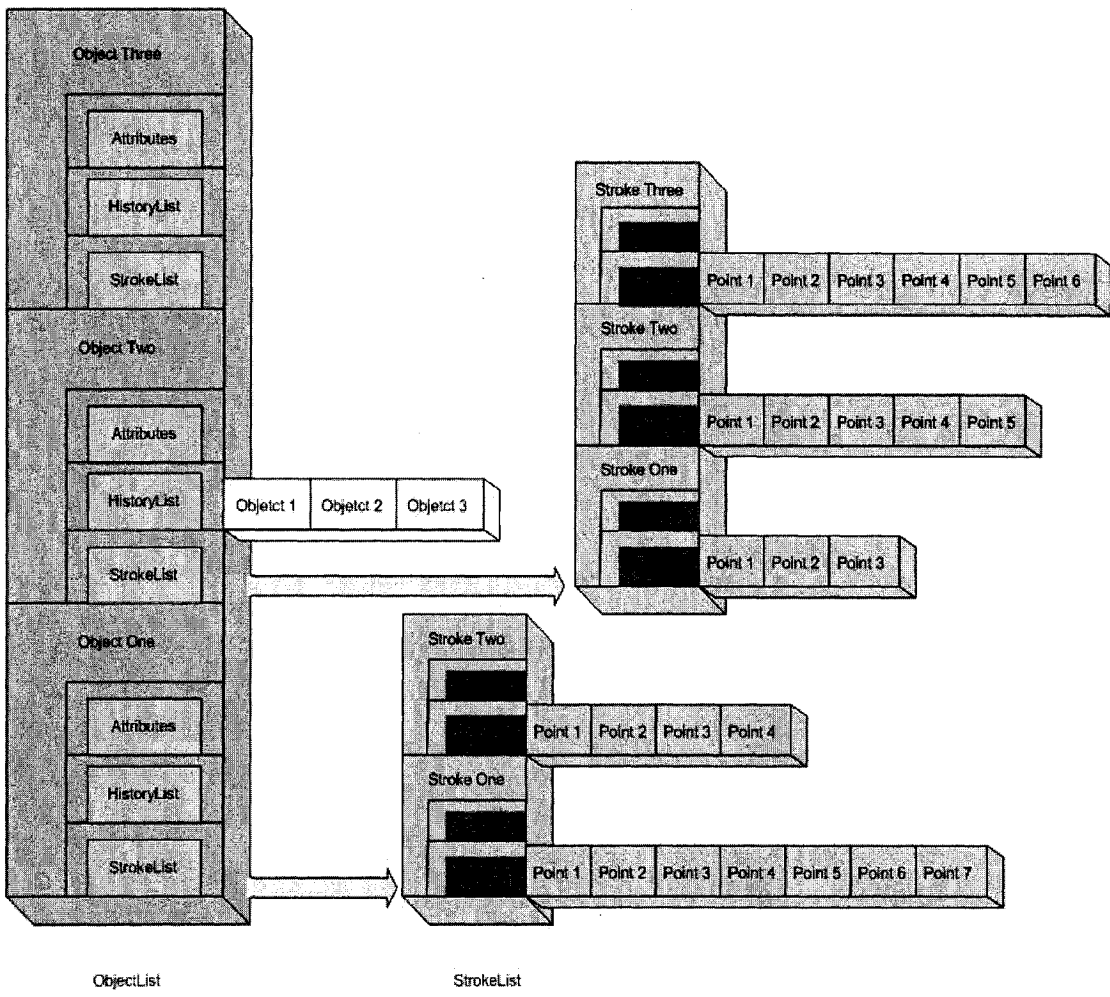 Object Three
Attributes
HistoryList
StrokeList
Object Two
Attributes
HistoryList
Objetct 1 Objetct 2 Objetct 3
StrokeList
Object One
Attributes
HistoryList
StrokeList
ObjectList
Stroke Three
Point 1 Point 2 Point 3 Point 4 Point 5 Point 6
Stroke Two
Point 1 Point 2 Point 3 Point 4 Point 5
Stroke One
Point 1 Point 2 Point 3
Stroke Two
Point 1 Point 2 Point 3 Point 4
Stroke One
Point 1 Point 2 Point 3 Point 4 Point 5 Point 6 Point 7
StrokeList